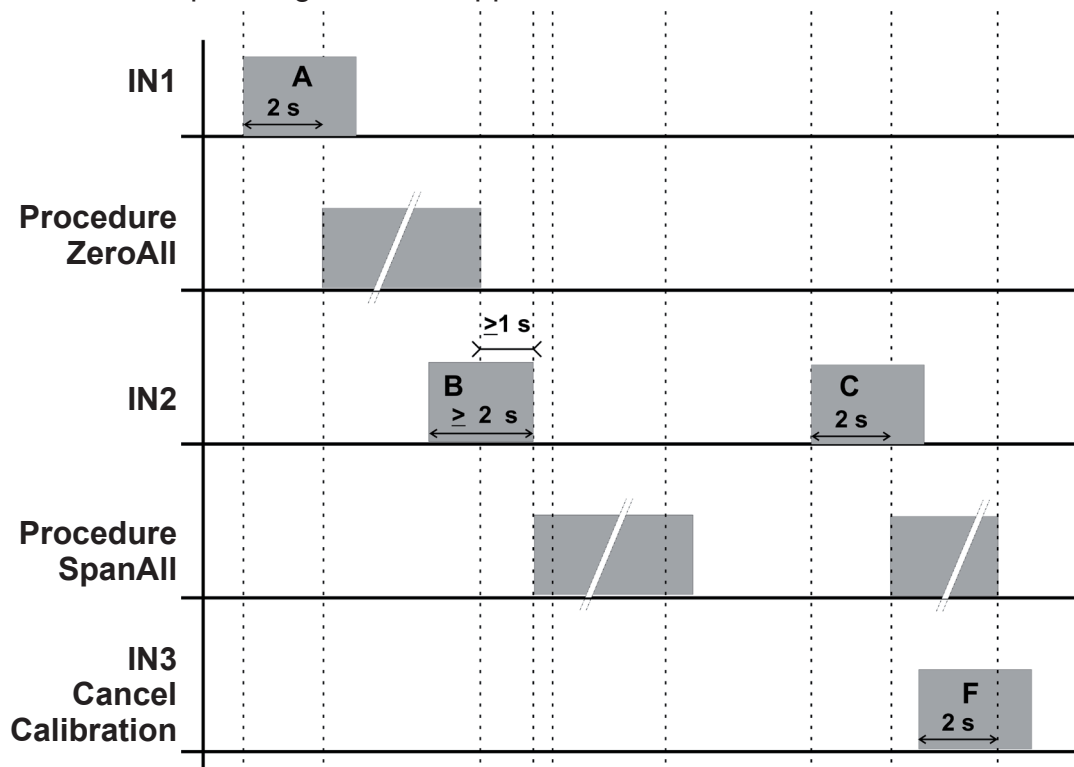 IN1
A
2 s
Procedure
ZeroAll
≥1 s
IN2
B
≥ 2 s
C
2 s
Procedure
SpanAll
IN3
Cancel
Calibration
F
2 s